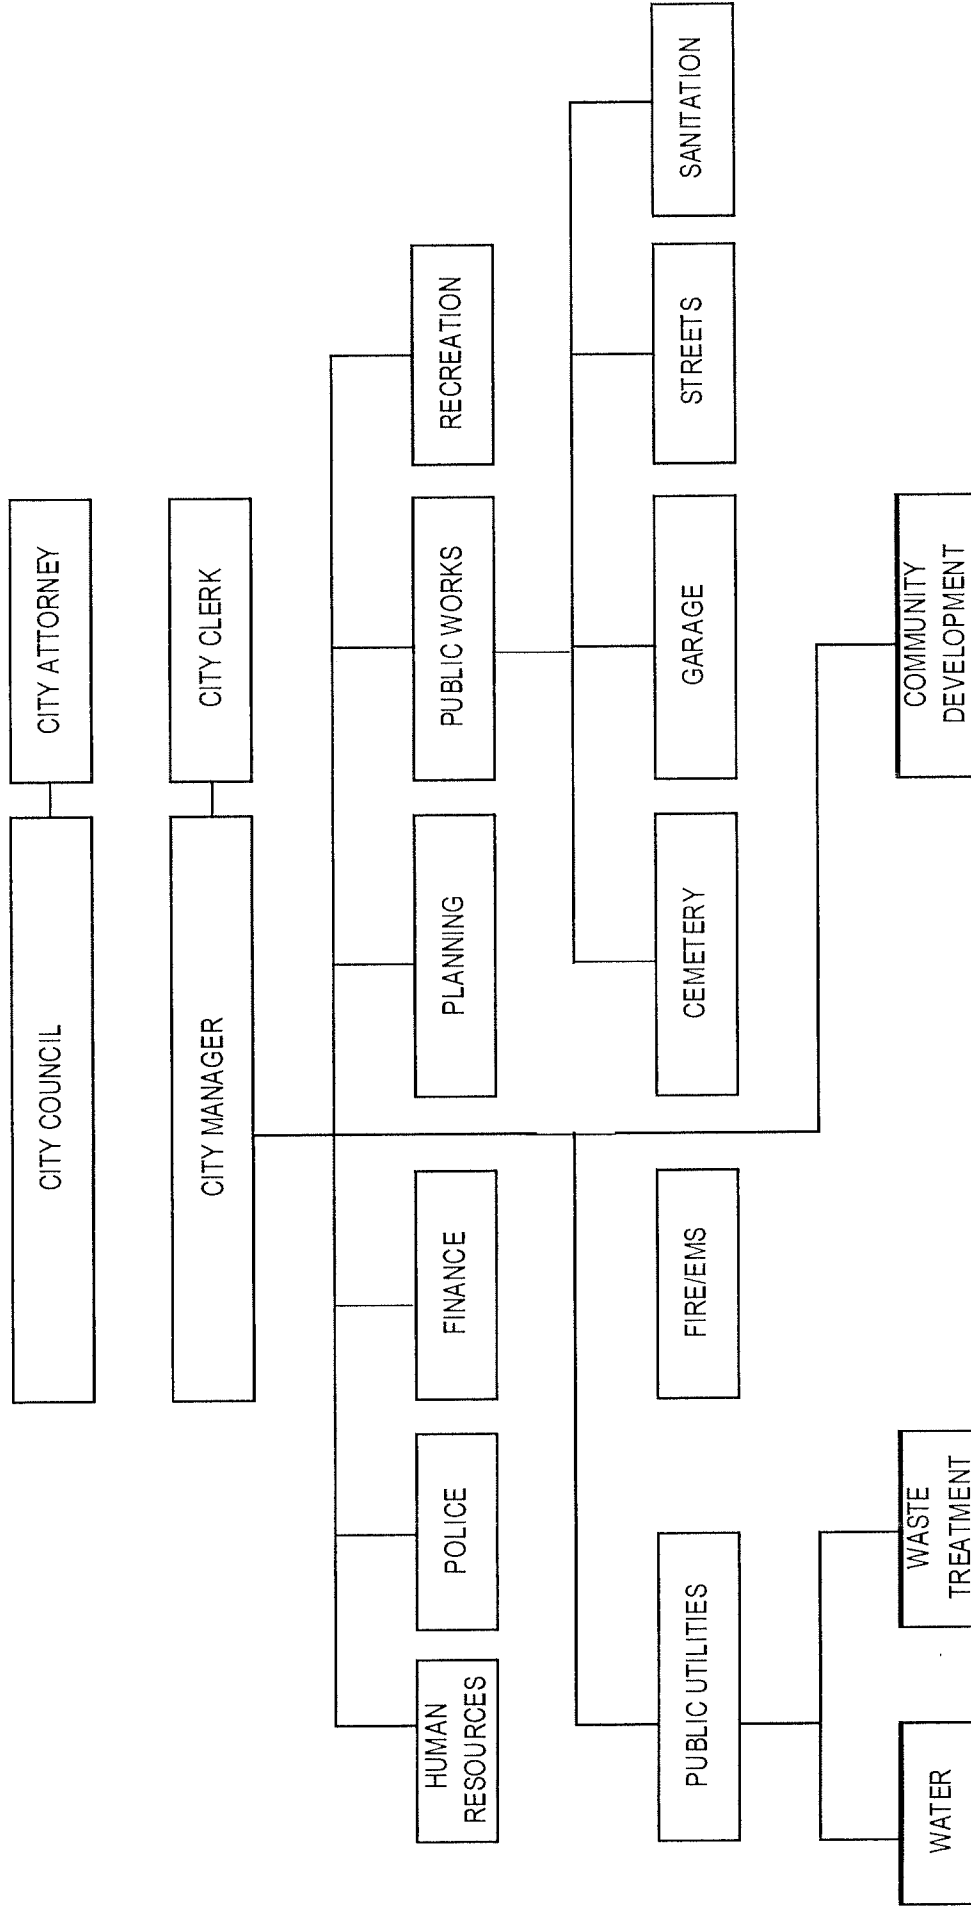 CITY COUNCIL
CITY ATTORNEY
CITY MANAGER
CITY CLERK
HUMAN
RESOURCES
POLICE
FINANCE
PLANNING
PUBLIC WORKS
RECREATION
PUBLIC UTILITIES
FIRE/EMS
CEMETERY
GARAGE
STREETS
SANITATION
WATER
WASTE
TREATMENT
COMMUNITY
DEVELOPMENT